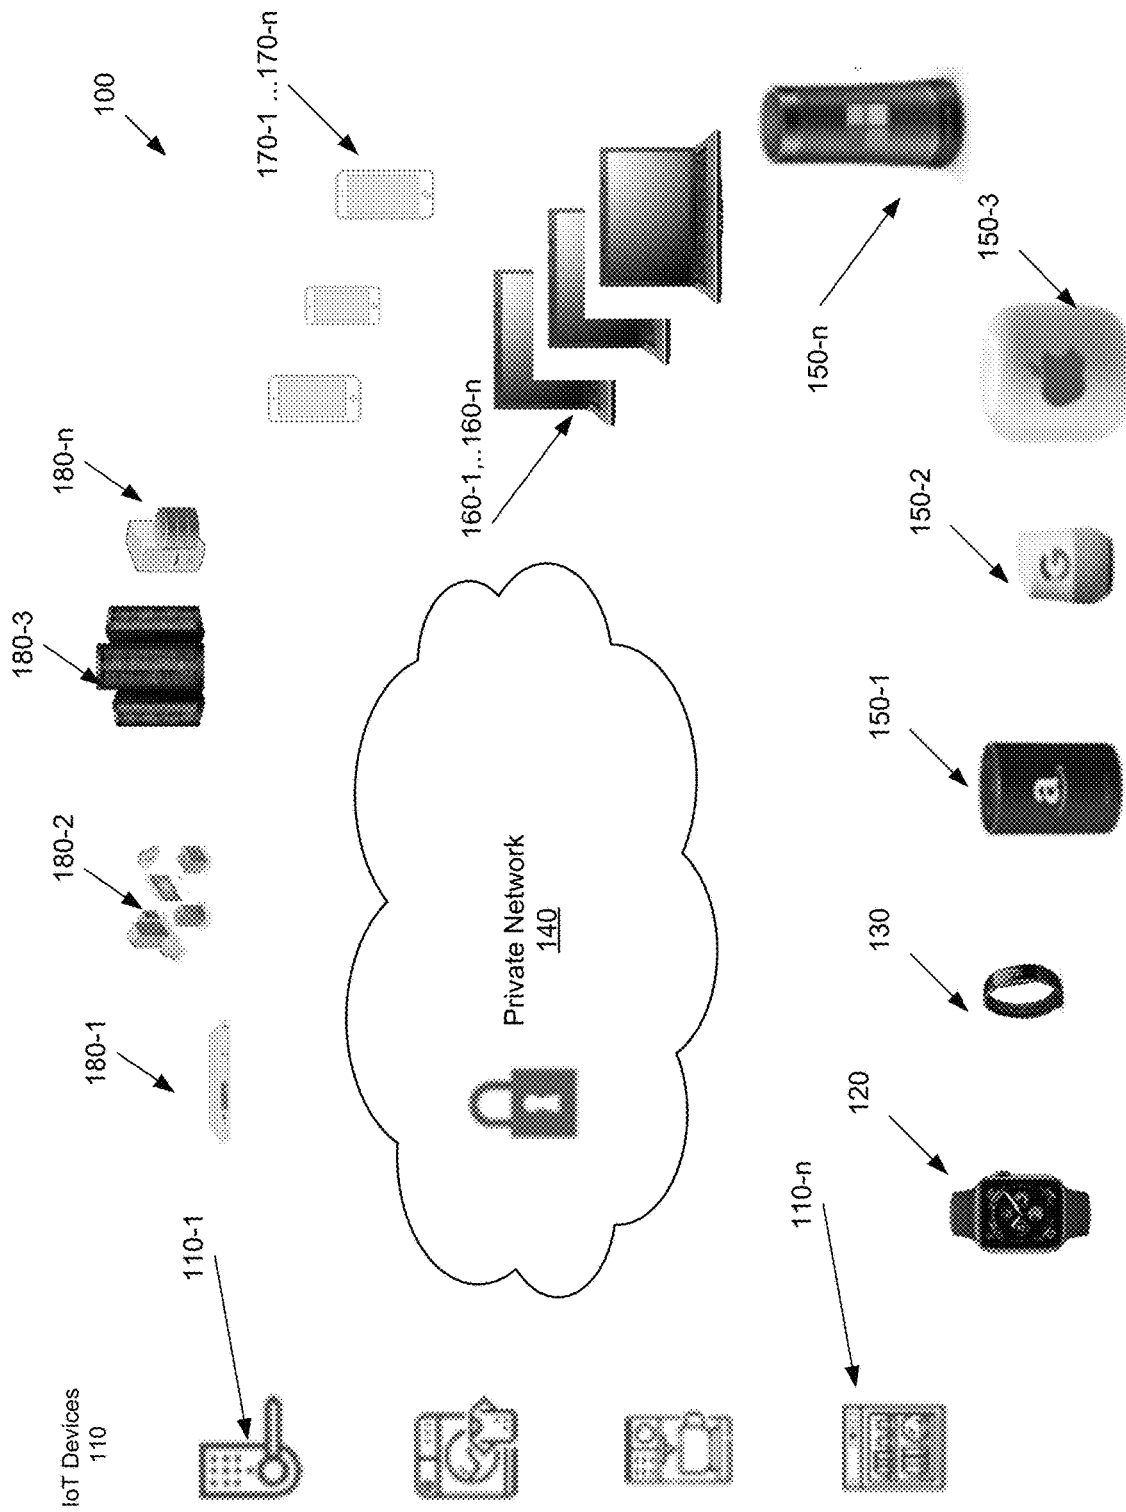 IoT Devices
110
110-1
180-1
180-2
180-3
180-n
100
170-1 ...170-n
160-1,..160-n
Private Network
140
110-n
120
130
150-1
a
150-2
G
150-3
150-n